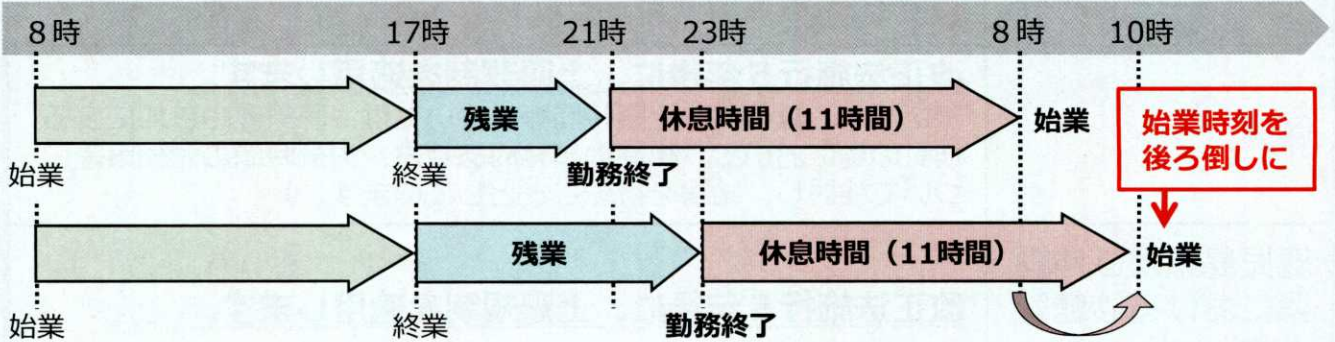 8時 17時 21時 23時 8時 10時
残業 休息時間（11時間） 始業
始業時刻を
後ろ倒しに
始業 終業 勤務終了
残業 休息時間（11時間） 始業
始業 終業 勤務終了